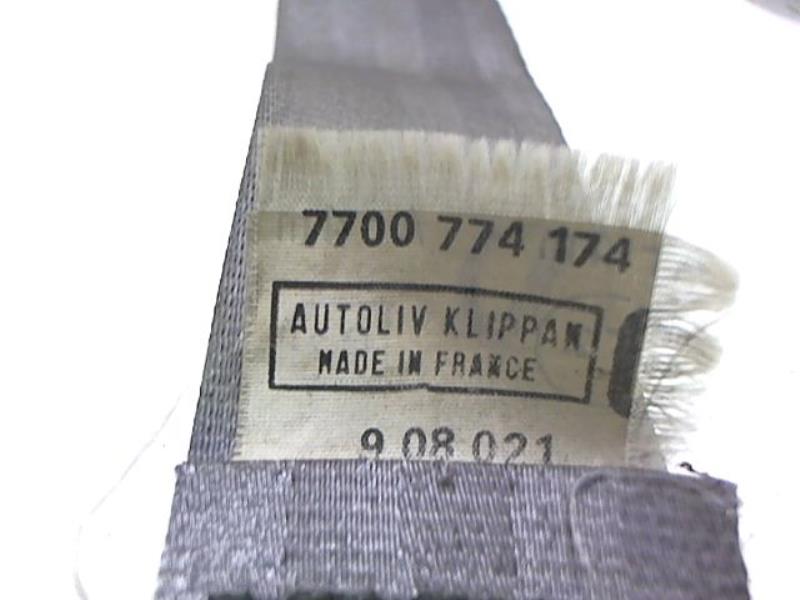 7700 774 174
AUTOLIV KLIPPAN
MADE IN FRANCE
9 08 021